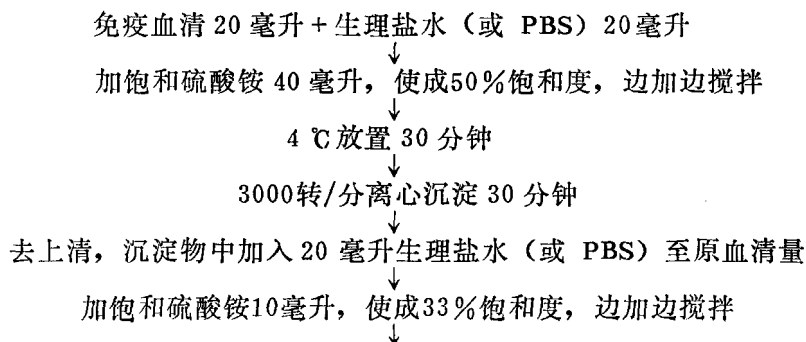 免疫血清 20 毫升 + 生理盐水（或 PBS）20 毫升
↓
加饱和硫酸铵 40 毫升，使成50%饱和度，边加边搅拌
↓
4 ℃放置 30 分钟
↓
3000转/分离心沉淀 30 分钟
↓
去上清，沉淀物中加入 20 毫升生理盐水（或 PBS）至原血清量
↓
加饱和硫酸铵10毫升，使成33%饱和度，边加边搅拌
↓